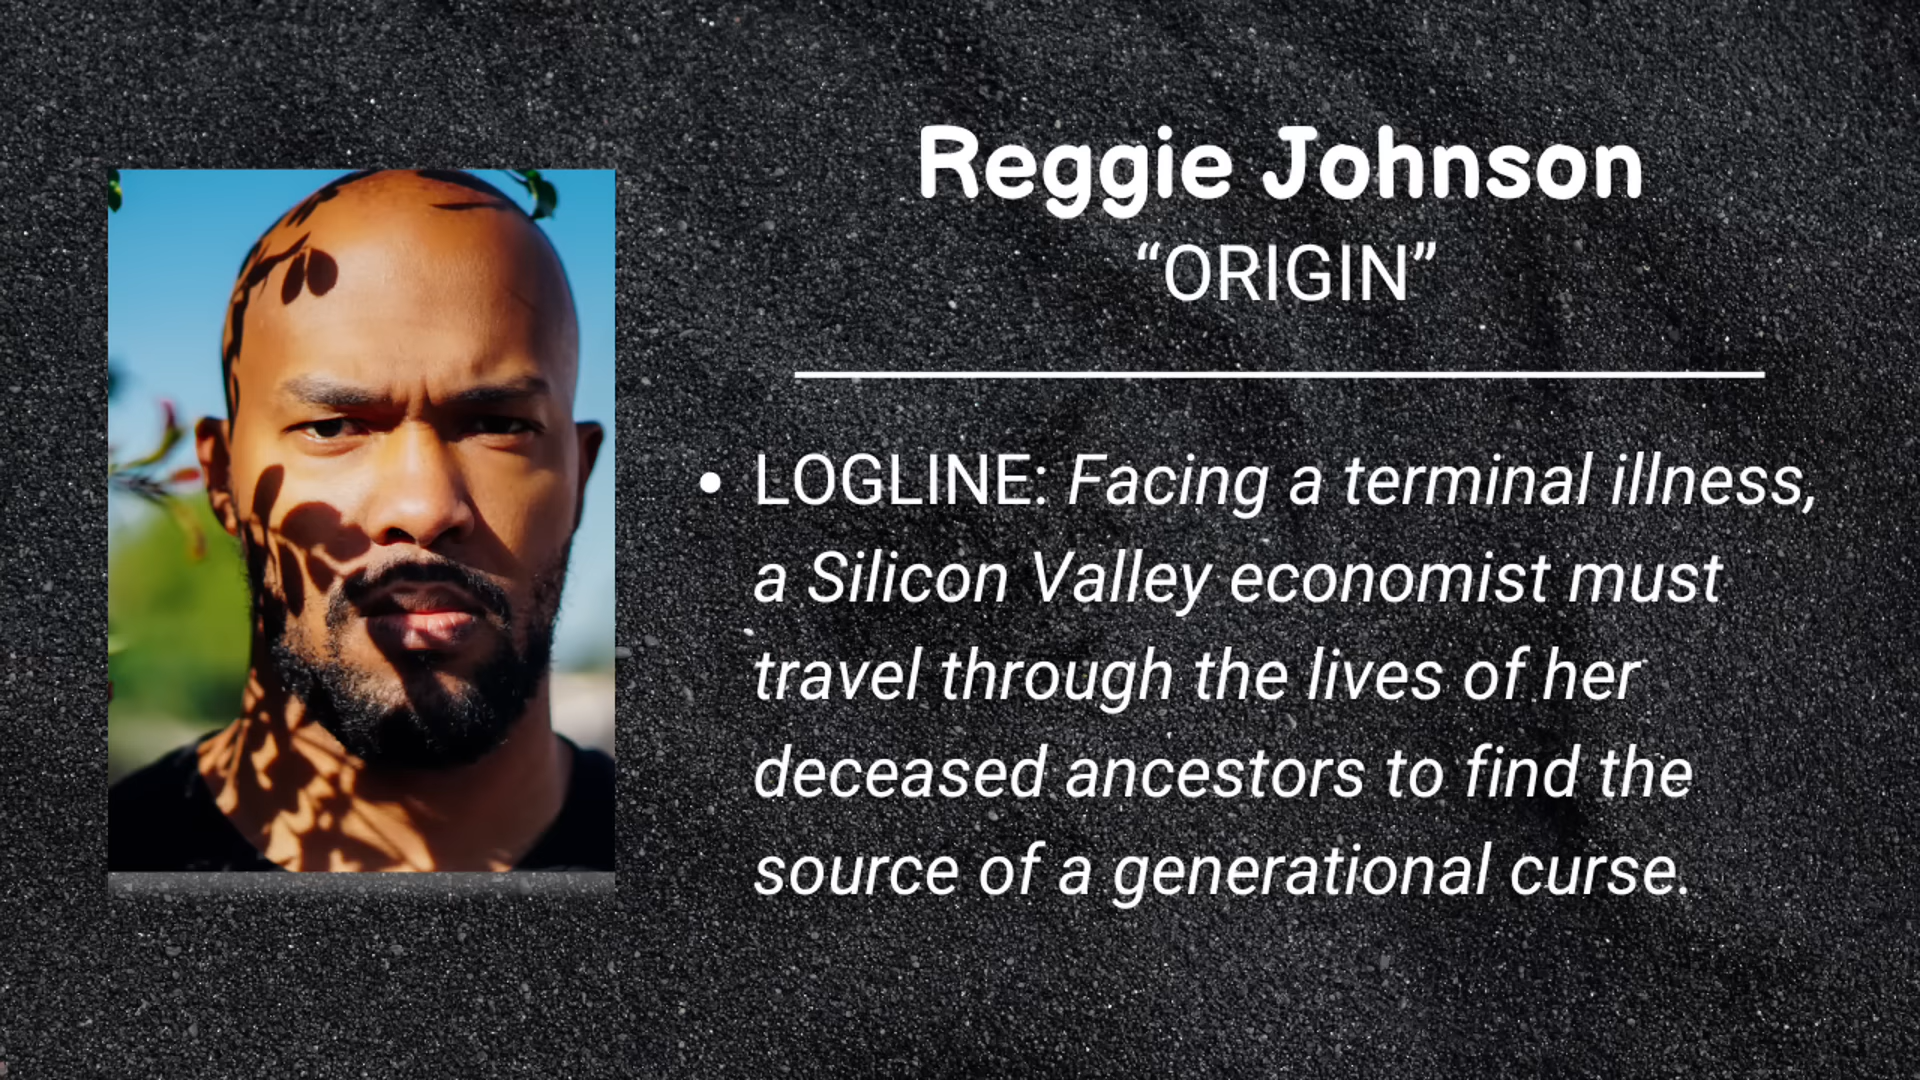 Reggie Johnson
“ORIGIN”
• LOGLINE: Facing a terminal illness,
a Silicon Valley economist must
travel through the lives of her
deceased ancestors to find the
source of a generational curse.